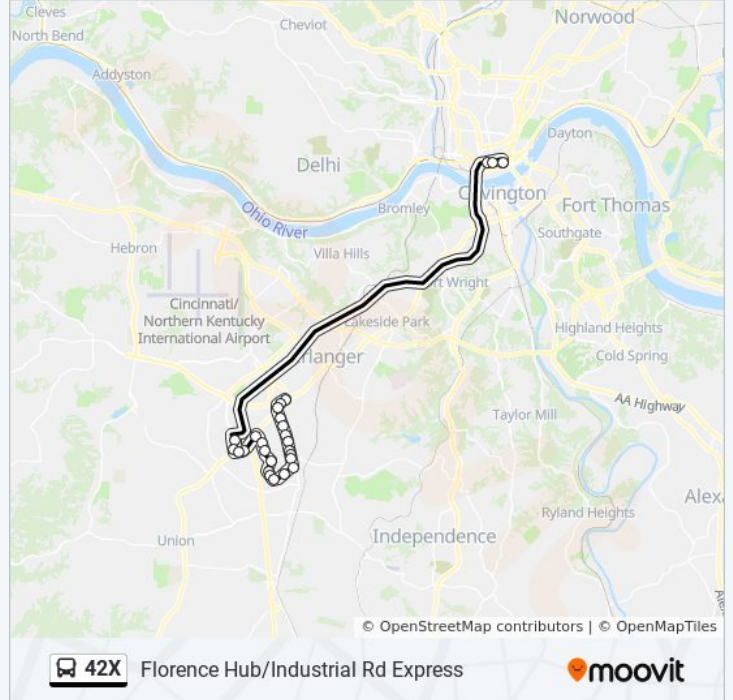 Cleves
Norwood
North Bend
Cheviot
Addyston
Dayton
Delhi
Covington
Ohio River
Bromley
Fort Thomas
Southgate
Hebron
Villa Hills
Fort Wright
Cincinnati/
Northern Kentucky
International Airport
Lakeside Park
Highland Heights
Erlanger
Cold Spring
AA Highway
Taylor Mill
Alexa
Ryland Heights
Union
Independence
Ale
© OpenStreetMap contributors | © OpenMapTiles
42X Florence Hub/Industrial Rd Express
moovit